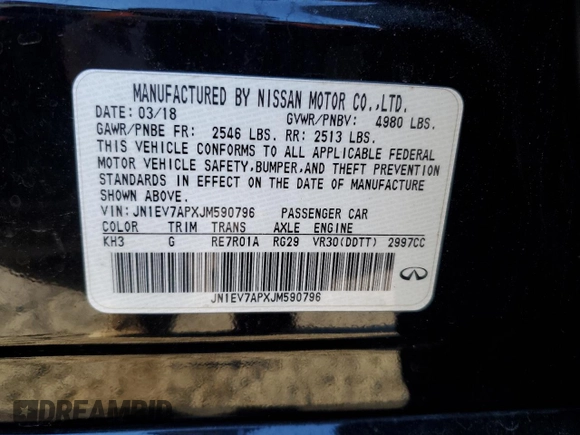 MANUFACTURED BY NISSAN MOTOR CO.,LTD.
DATE: 03/18 GVWR/PNBV: 4980 LBS.
GAWR/PNBE FR: 2546 LBS. RR: 2513 LBS.
THIS VEHICLE CONFORMS TO ALL APPLICABLE FEDERAL
MOTOR VEHICLE SAFETY,BUMPER,AND THEFT PREVENTION
STANDARDS IN EFFECT ON THE DATE OF MANUFACTURE
SHOWN ABOVE.
VIN: JN1EV7APXJM590796 PASSENGER CAR
COLOR TRIM TRANS AXLE ENGINE
KH3 G RE7R01A RG29 VR30(DDTT) 2997CC
JN1EV7APXJM590796
DREAMBID